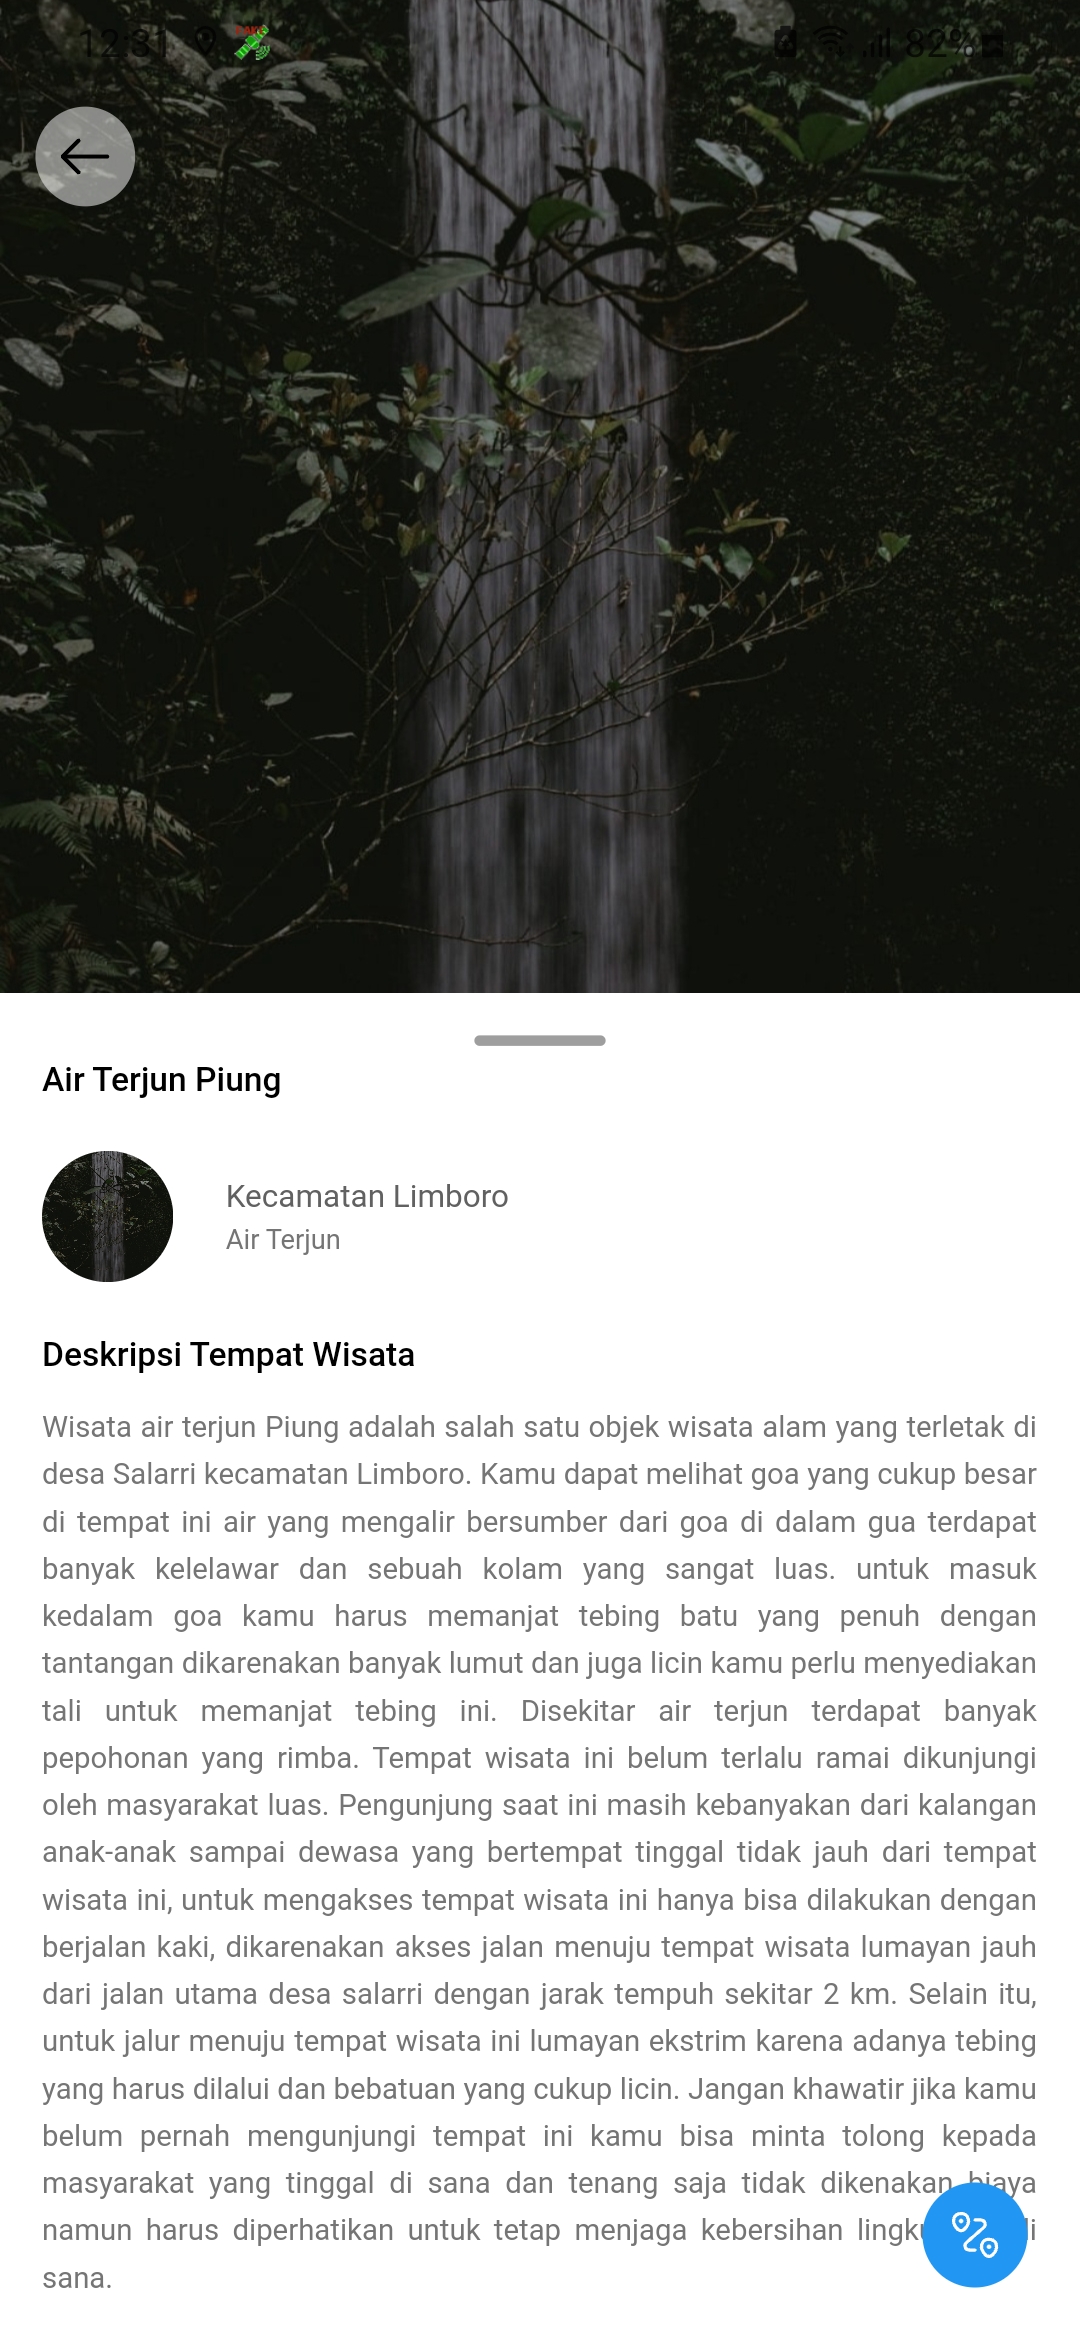 12:31 82%
Air Terjun Piung
Kecamatan Limboro
Air Terjun
Deskripsi Tempat Wisata
Wisata air terjun Piung adalah salah satu objek wisata alam yang terletak di
desa Salarri kecamatan Limboro. Kamu dapat melihat goa yang cukup besar
di tempat ini air yang mengalir bersumber dari goa di dalam gua terdapat
banyak kelelawar dan sebuah kolam yang sangat luas. untuk masuk
kedalam goa kamu harus memanjat tebing batu yang penuh dengan
tantangan dikarenakan banyak lumut dan juga licin kamu perlu menyediakan
tali untuk memanjat tebing ini. Disekitar air terjun terdapat banyak
pepohonan yang rimba. Tempat wisata ini belum terlalu ramai dikunjungi
oleh masyarakat luas. Pengunjung saat ini masih kebanyakan dari kalangan
anak-anak sampai dewasa yang bertempat tinggal tidak jauh dari tempat
wisata ini, untuk mengakses tempat wisata ini hanya bisa dilakukan dengan
berjalan kaki, dikarenakan akses jalan menuju tempat wisata lumayan jauh
dari jalan utama desa salarri dengan jarak tempuh sekitar 2 km. Selain itu,
untuk jalur menuju tempat wisata ini lumayan ekstrim karena adanya tebing
yang harus dilalui dan bebatuan yang cukup licin. Jangan khawatir jika kamu
belum pernah mengunjungi tempat ini kamu bisa minta tolong kepada
masyarakat yang tinggal di sana dan tenang saja tidak dikenakan biaya
namun harus diperhatikan untuk tetap menjaga kebersihan
sana.